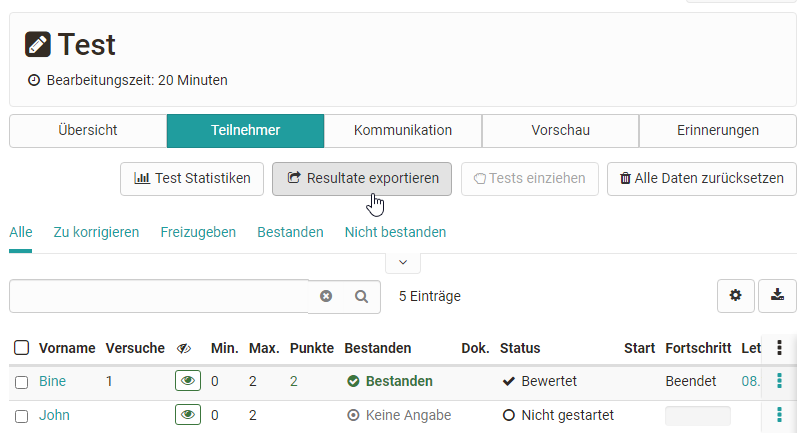 Test
Bearbeitungszeit: 20 Minuten
Übersicht Teilnehmer Kommunikation Vorschau Erinnerungen
Test Statistiken Resultate exportieren Tests einziehen Alle Daten zurücksetzen
Alle Zu korrigieren Freizugeben Bestanden Nicht bestanden
5 Einträge
Vorname Versuche Min. Max. Punkte Bestanden Dok. Status Start Fortschritt Let
Bine 1 0 2 2 Bestanden Bewertet Beendet 08.
John 0 2 Keine Angabe Nicht gestartet